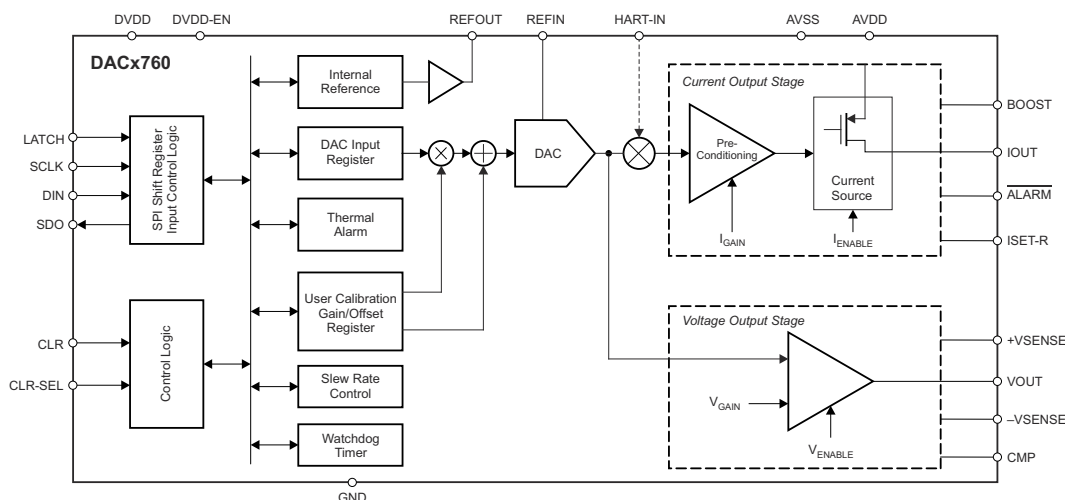 DVDD
DVDD-EN
REFOUT
REFIN
HART-IN
AVSS
AVDD
DACx760
Internal
Reference
Current Output Stage
BOOST
LATCH
SCLK
DIN
SDO
SPI Shift Register
Input Control Logic
DAC Input
Register
DAC
Pre-
Conditioning
IOUT
Current
Source
ALARM
Thermal
Alarm
IGAIN
IENABLE
ISET-R
User Calibration
Gain/Offset
Register
Voltage Output Stage
CLR
CLR-SEL
Control Logic
+VSENSE
Slew Rate
Control
VOUT
VGAIN
–VSENSE
Watchdog
Timer
VENABLE
CMP
GND